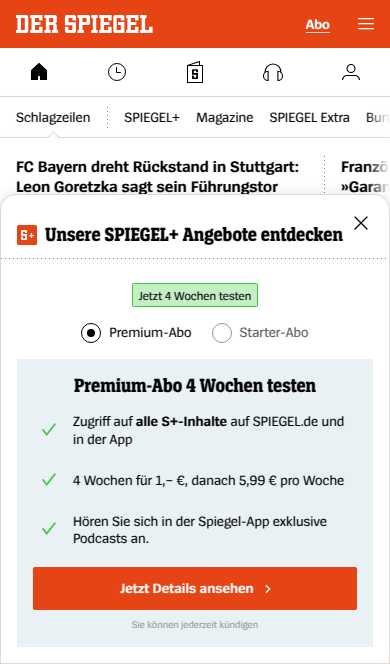 DER SPIEGEL
Abo
Schlagzeilen
SPIEGEL+
Magazine
SPIEGEL Extra
FC Bayern dreht Rückstand in Stuttgart:
Leon Goretzka sagt sein Führungstor
S+ Unsere SPIEGEL+ Angebote entdecken
Jetzt 4 Wochen testen
Premium-Abo
Starter-Abo
Premium-Abo 4 Wochen testen
Zugriff auf alle S+-Inhalte auf SPIEGEL.de und
in der App
4 Wochen für 1,– €, danach 5,99 € pro Woche
Hören Sie sich in der Spiegel-App exklusive
Podcasts an.
Jetzt Details ansehen
Sie können jederzeit kündigen